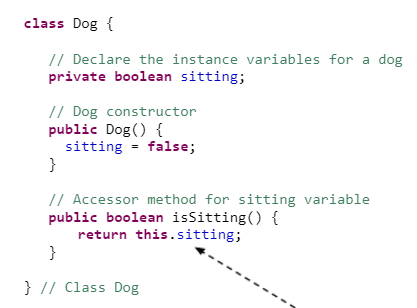 class Dog {
// Declare the instance variables for a dog
private boolean sitting;
// Dog constructor
public Dog() {
sitting = false;
}
// Accessor method for sitting variable
public boolean isSitting() {
return this.sitting;
}
} // Class Dog